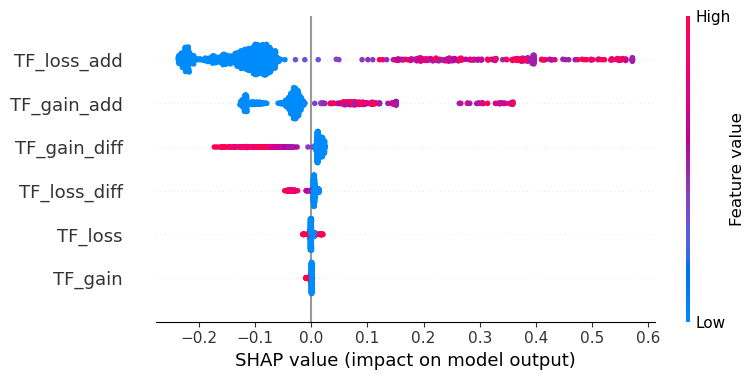 High
TF_loss_add
TF_gain_add
TF_gain_diff
TF_loss_diff
TF_loss
TF_gain
Feature value
Low
−0.2 −0.1 0.0 0.1 0.2 0.3 0.4 0.5 0.6
SHAP value (impact on model output)